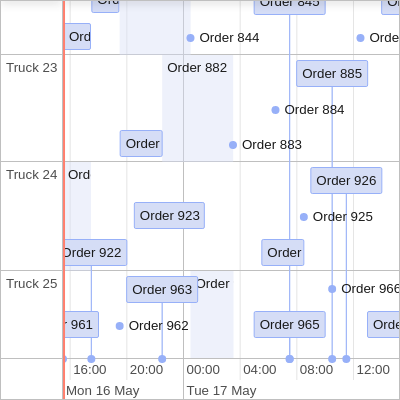 Ord Order 845
Ord Order 844 Orde
Truck 23 Order 882 Order 885
Order 884
Order Order 883
Truck 24 Ord Order 926
Order 923 Order 925
Order 922 Order
Truck 25 Order 963 Order Order 966
961 Order 962 Order 965 Orde
16:00 20:00 00:00 04:00 08:00 12:00
Mon 16 May Tue 17 May